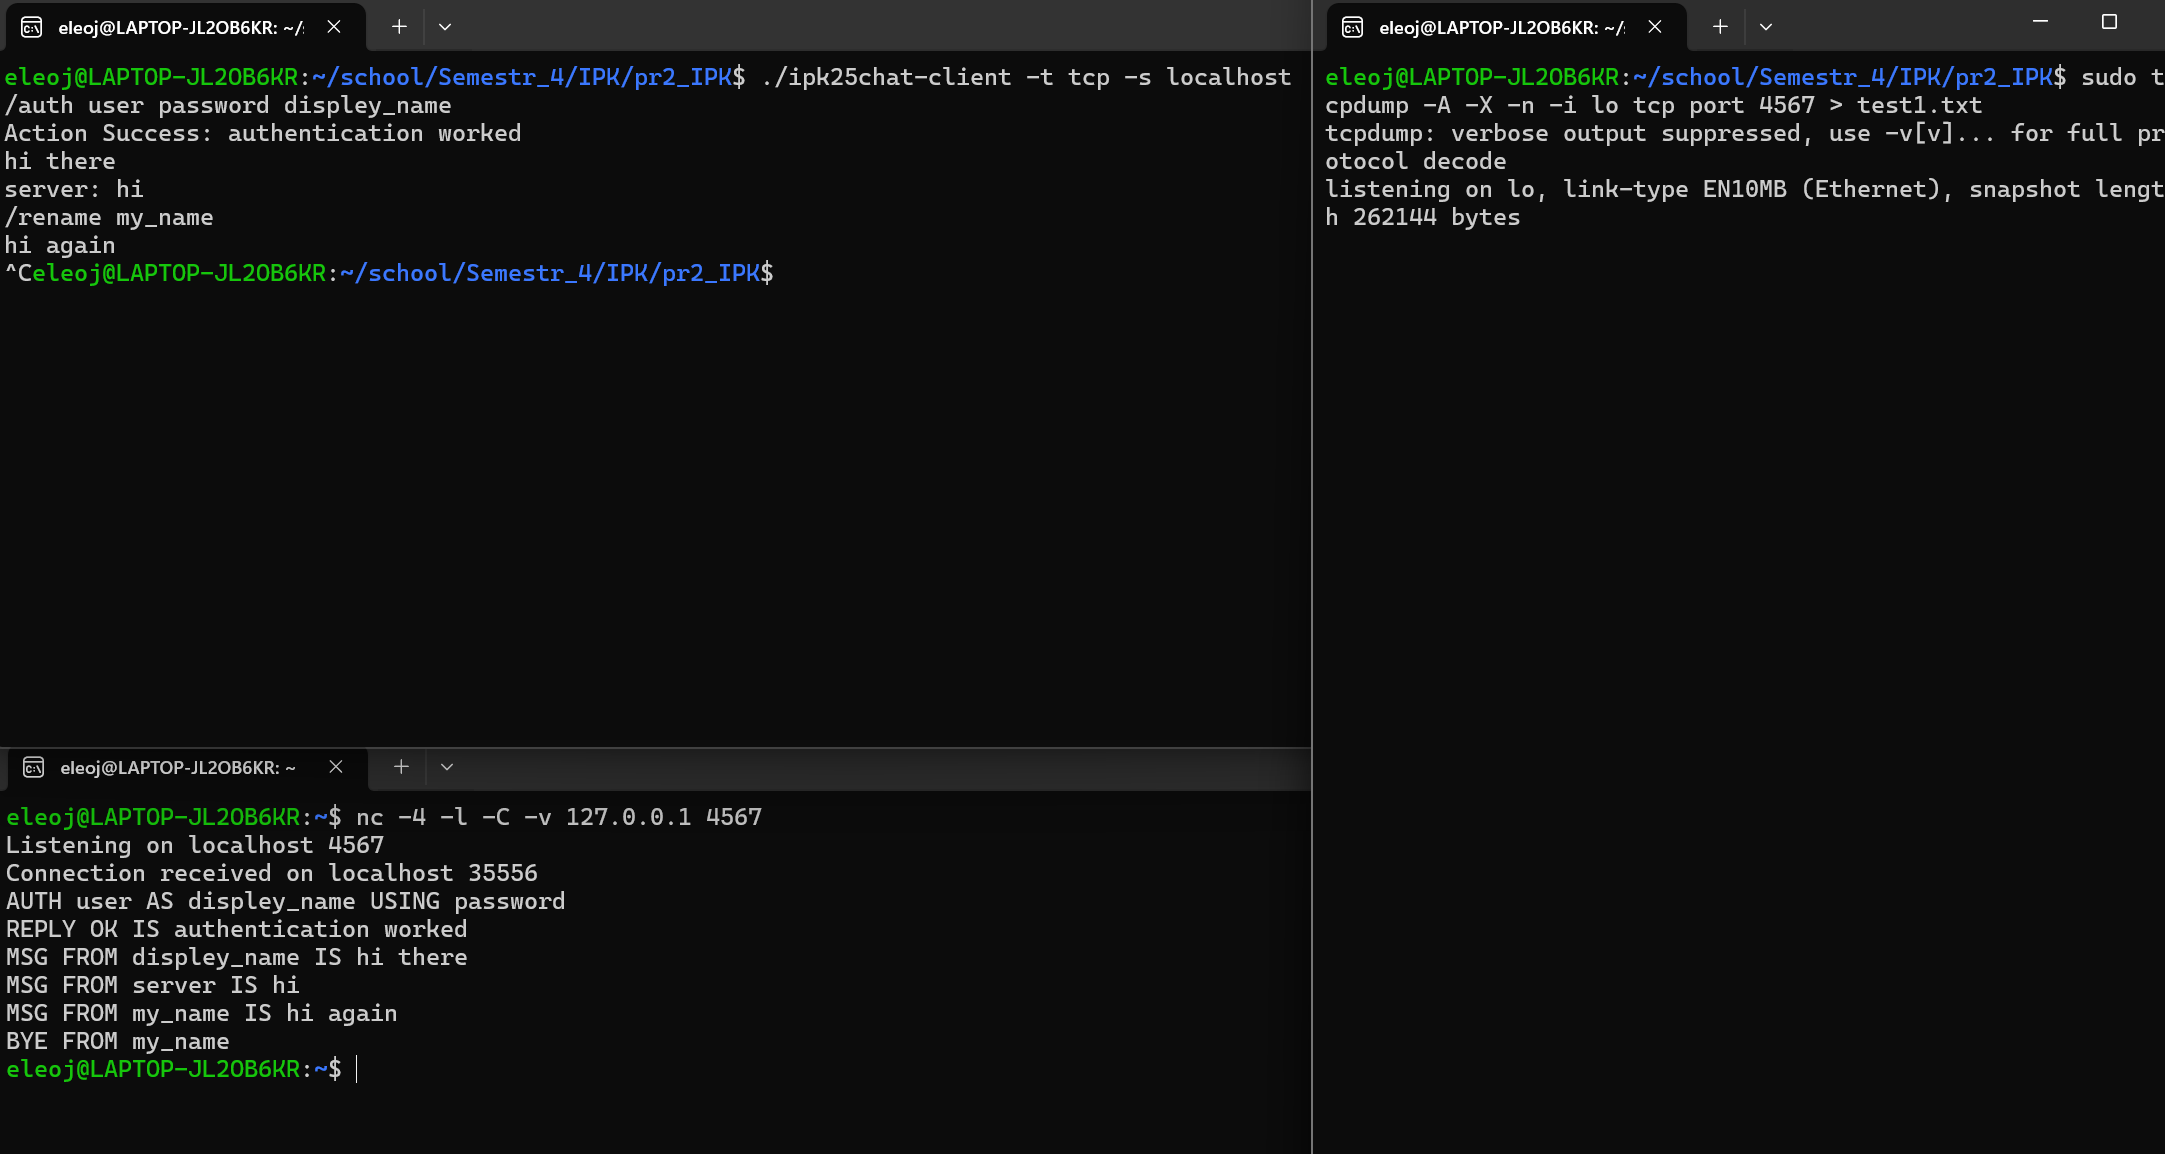 eleoj@LAPTOP-JL2OB6KR: ~/s
eleoj@LAPTOP-JL2OB6KR:~/school/Semestr_4/IPK/pr2_IPK$ ./ipk25chat-client -t tcp -s localhost
/auth user password displey_name
Action Success: authentication worked
hi there
server: hi
/rename my_name
hi again
^Celeoj@LAPTOP-JL2OB6KR:~/school/Semestr_4/IPK/pr2_IPK$
eleoj@LAPTOP-JL2OB6KR: ~/s
eleoj@LAPTOP-JL2OB6KR:~/school/Semestr_4/IPK/pr2_IPK$ sudo t
cpdump -A -X -n -i lo tcp port 4567 > test1.txt
tcpdump: verbose output suppressed, use -v[v]... for full pr
otocol decode
listening on lo, link-type EN10MB (Ethernet), snapshot lengt
h 262144 bytes
eleoj@LAPTOP-JL2OB6KR: ~
eleoj@LAPTOP-JL2OB6KR:~$ nc -4 -l -C -v 127.0.0.1 4567
Listening on localhost 4567
Connection received on localhost 35556
AUTH user AS displey_name USING password
REPLY OK IS authentication worked
MSG FROM displey_name IS hi there
MSG FROM server IS hi
MSG FROM my_name IS hi again
BYE FROM my_name
eleoj@LAPTOP-JL2OB6KR:~$